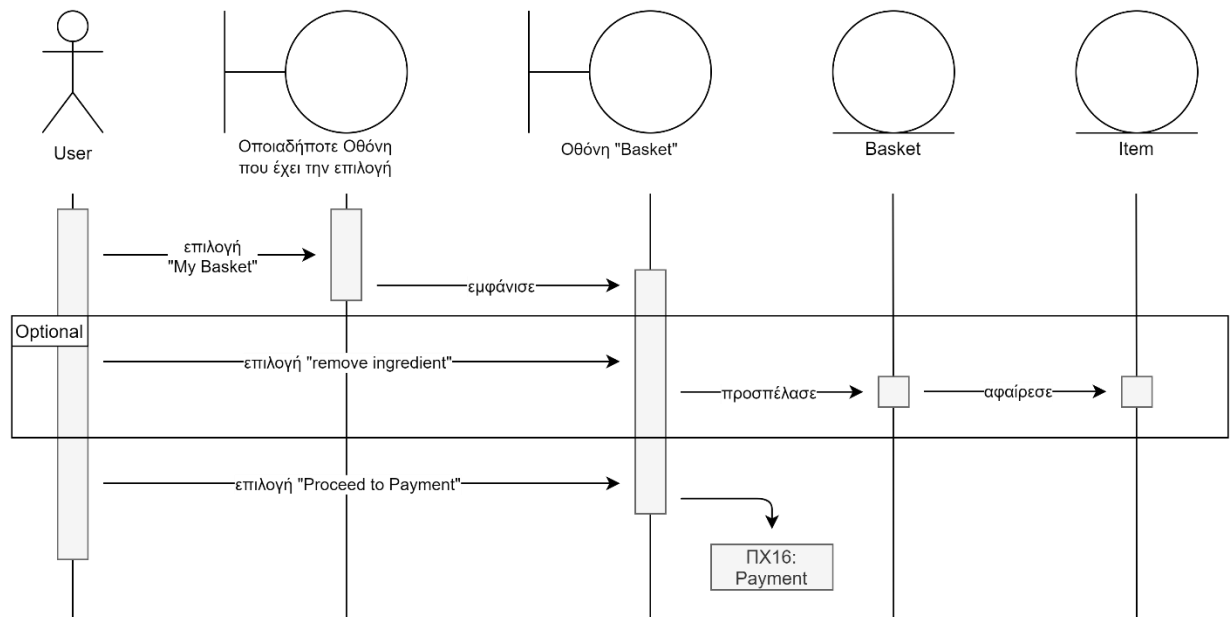 User
Οποιαδήποτε Οθόνη
που έχει την επιλογή
Οθόνη "Basket"
Basket
Item
επιλογή
"My Basket"
εμφάνισε
Optional
επιλογή "remove ingredient"
προσπέλασε
αφαίρεσε
επιλογή "Proceed to Payment"
ΠΧ16:
Payment